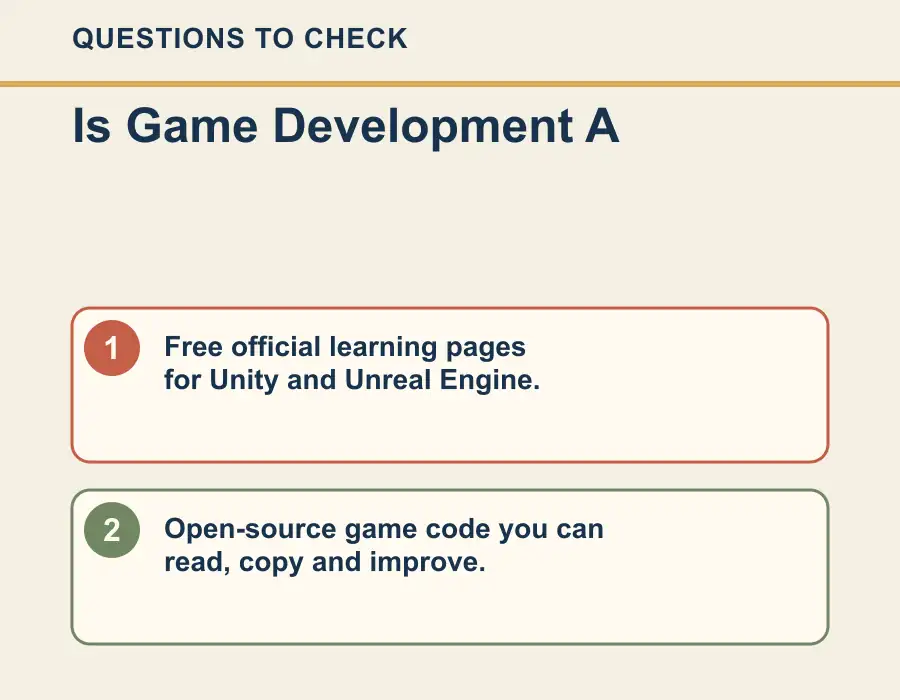 QUESTIONS TO CHECK
Is Game Development A
1
Free official learning pages
for Unity and Unreal Engine.
2
Open-source game code you can
read, copy and improve.